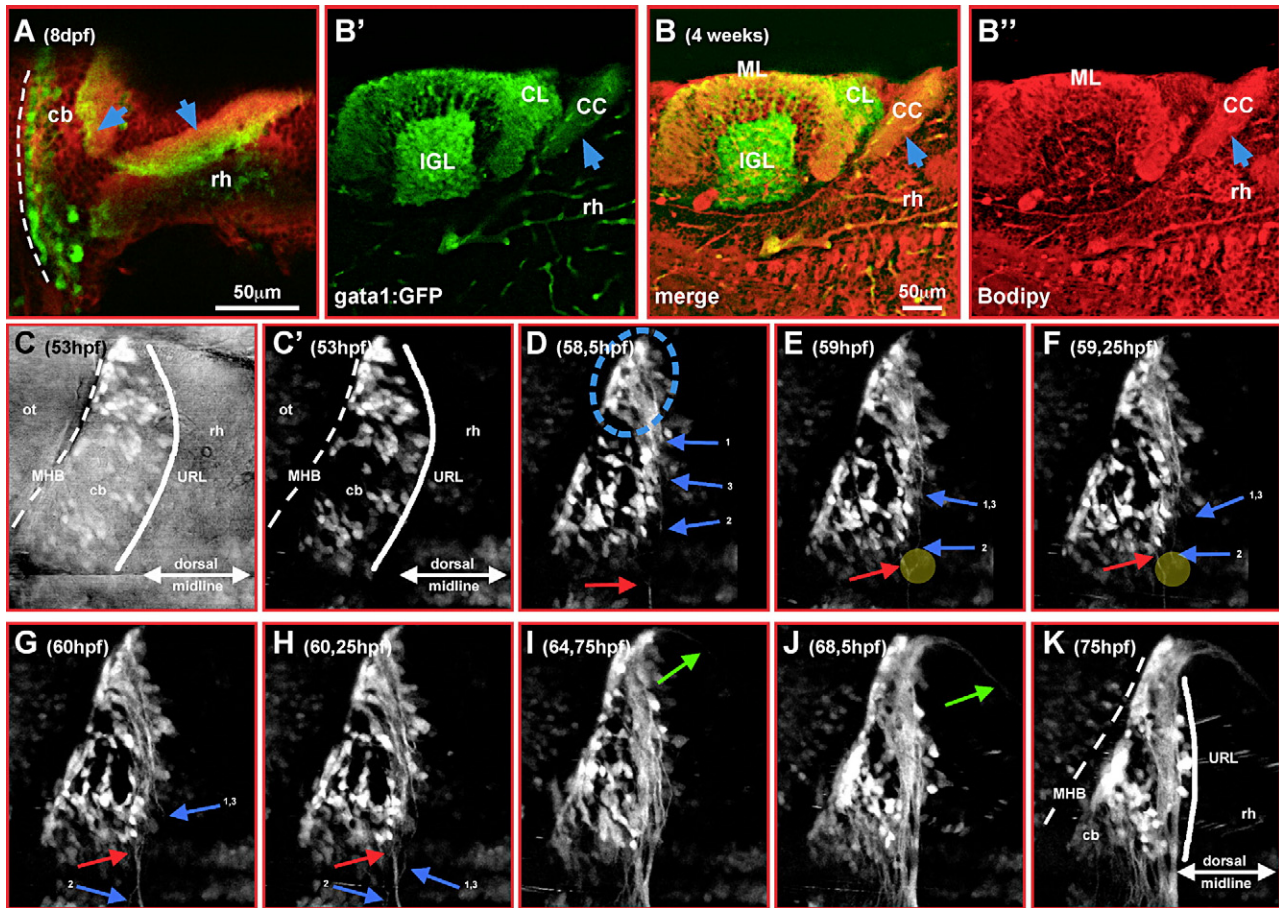 A (8dpf)
cb
rh
50µm
B’
CL
CC
IGL
rh
gata1:GFP
B (4 weeks)
ML
CL
CC
IGL
rh
merge
50µm
B’’
ML
CC
rh
Bodipy
C (53hpf)
ot
rh
MHB
URL
cb
dorsal
midline
C’ (53hpf)
ot
rh
MHB
URL
cb
dorsal
midline
D (58,5hpf)
1
3
2
E (59hpf)
1,3
2
F (59,25hpf)
1,3
2
G (60hpf)
1,3
2
H (60,25hpf)
1,3
2
I (64,75hpf)
J (68,5hpf)
K (75hpf)
URL
MHB
rh
cb
dorsal
midline